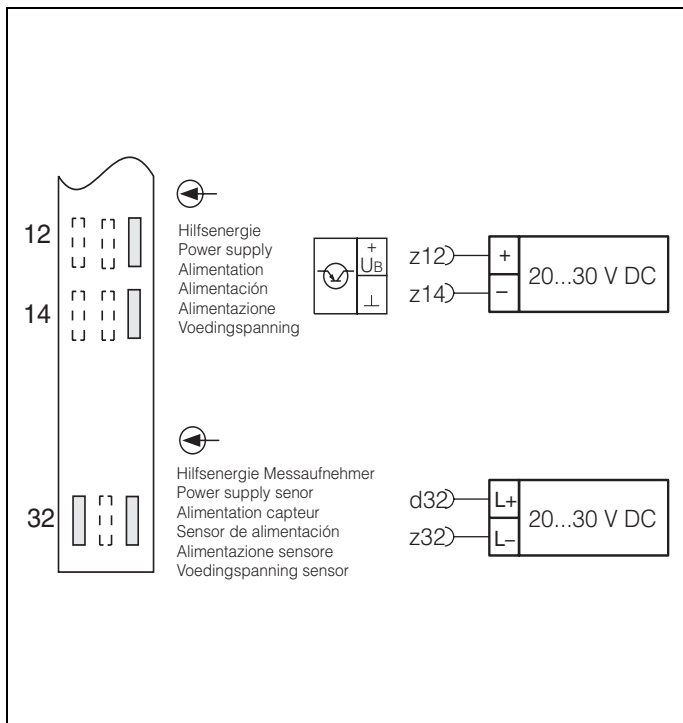 12
14
Hilfsenergie
Power supply
Alimentation
Alimentación
Alimentazione
Voedingspanning
+
UB
⊥
z12
z14
+
−
20...30 V DC
32
Hilfsenergie Messaufnehmer
Power supply senor
Alimentation capteur
Sensor de alimentación
Alimentazione sensore
Voedingspanning sensor
d32
z32
L+
L−
20...30 V DC